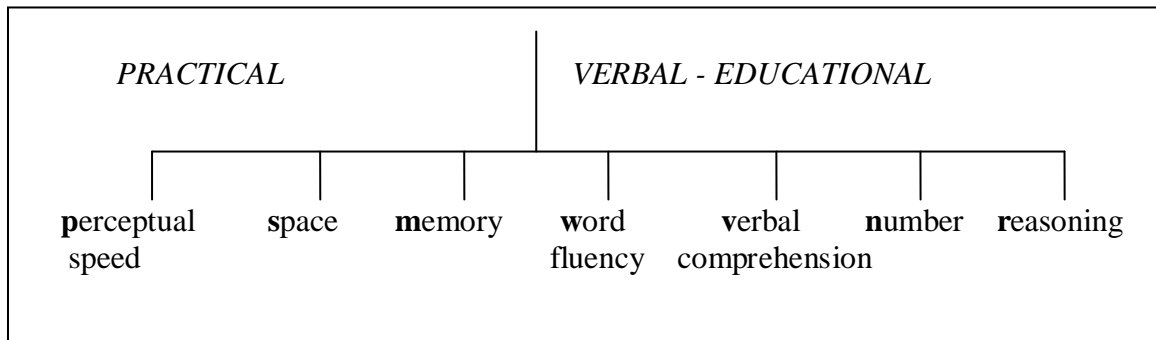 PRACTICAL VERBAL - EDUCATIONAL
perceptual space memory word verbal number reasoning
speed fluency comprehension